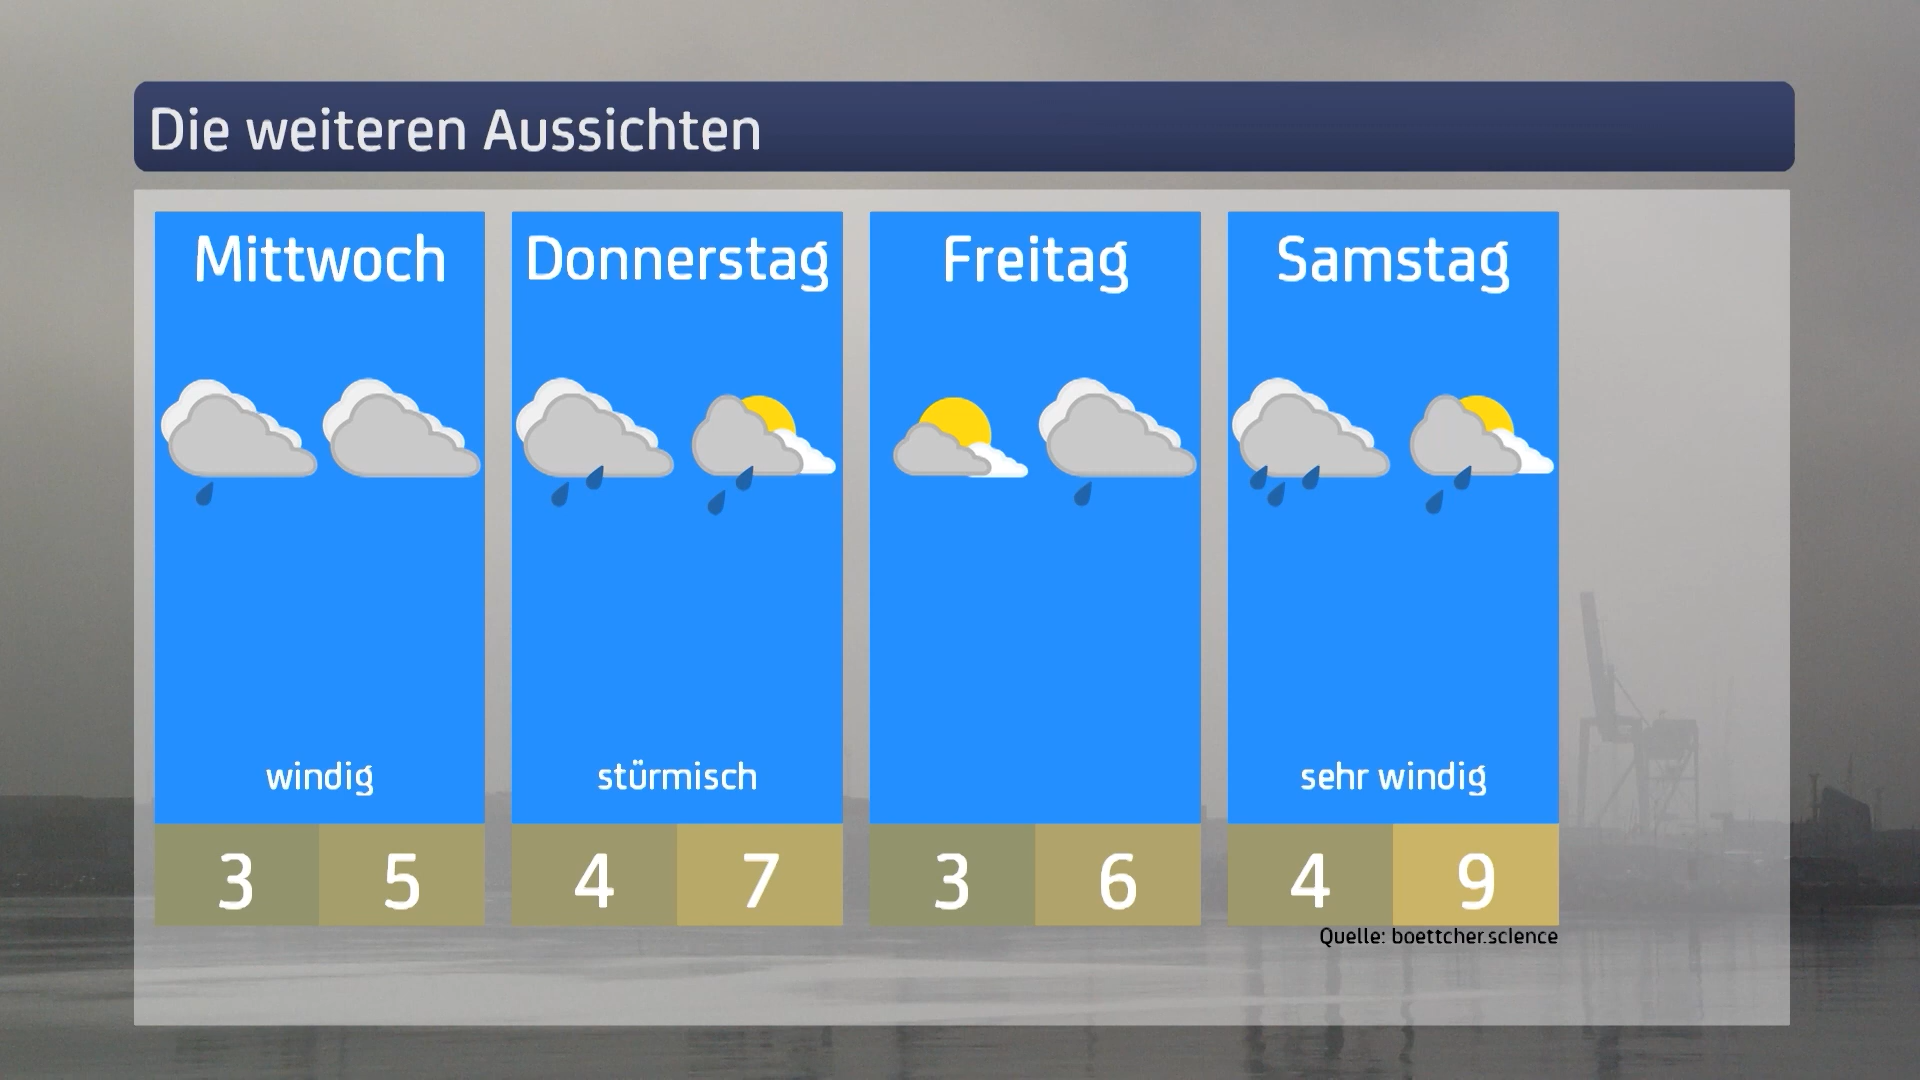 Die weiteren Aussichten
Mittwoch
Donnerstag
Freitag
Samstag
windig
stürmisch
sehr windig
3 5 4 7 3 6 4 9
Quelle: boettcher.science